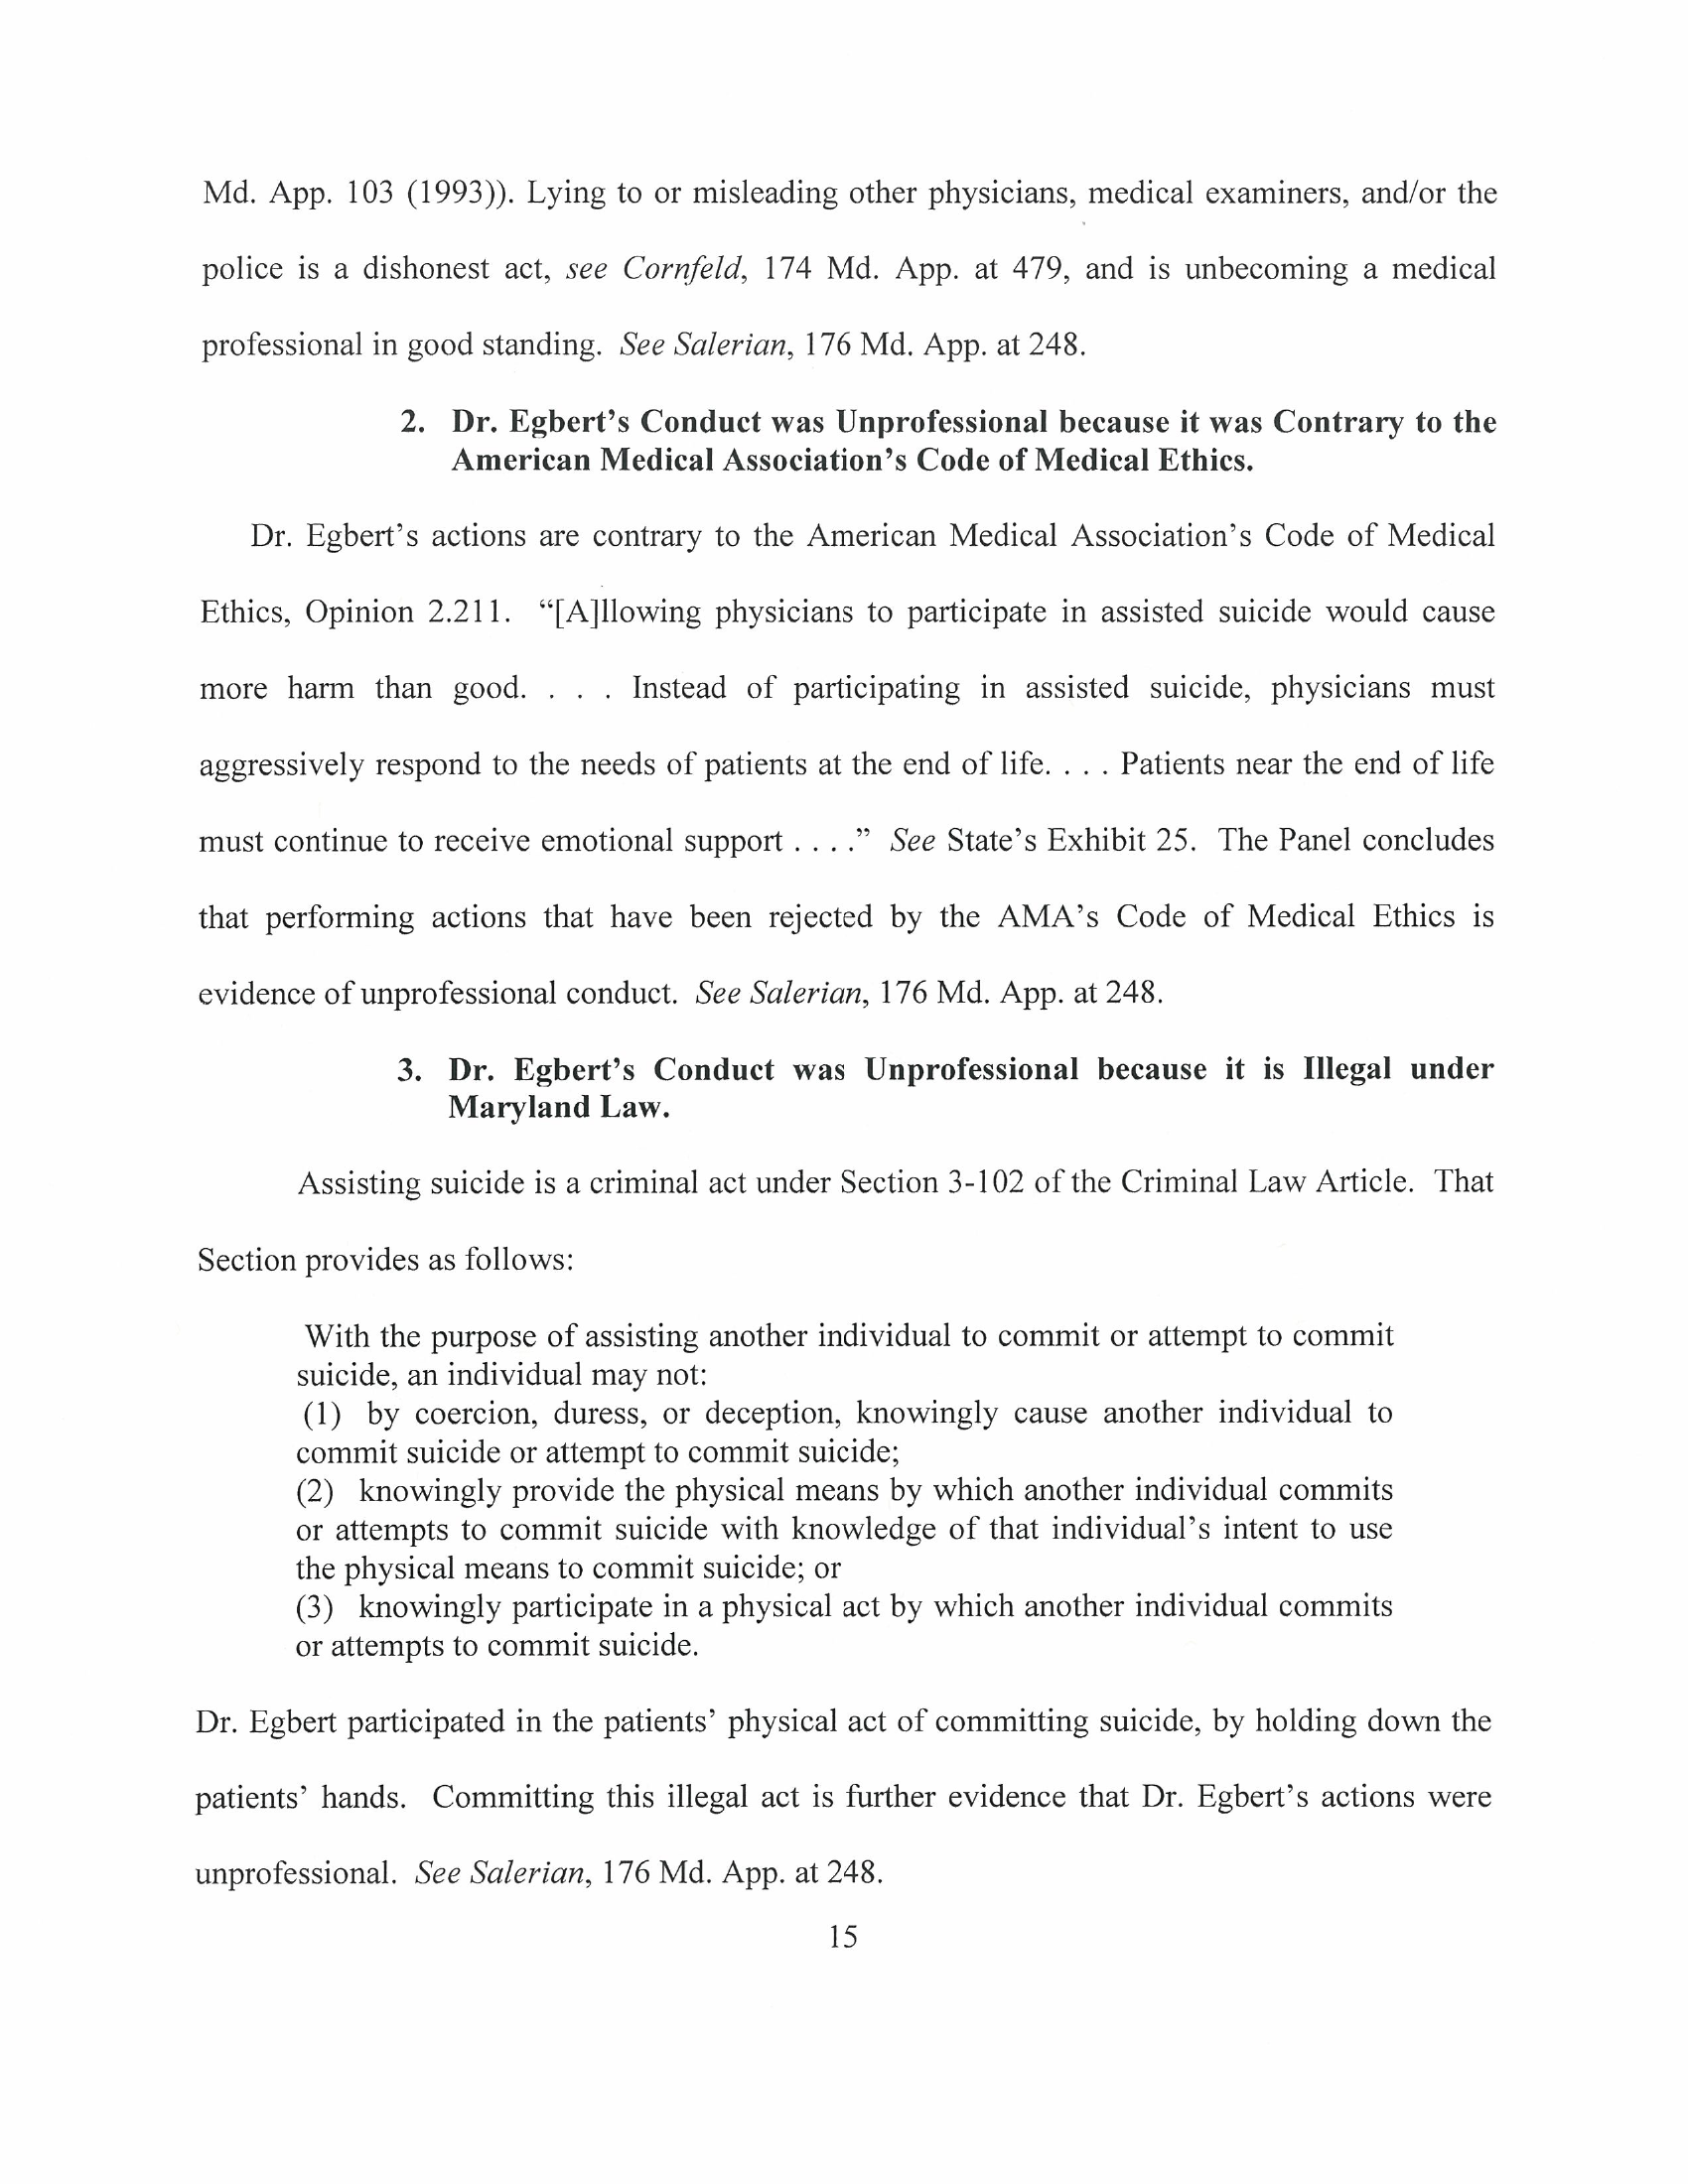 Md. App. 103 (1993)). Lying to or misleading other physicians, medical examiners, and/or the
police is a dishonest act, see Cornfeld, 174 Md. App. at 479, and is unbecoming a medical
professional in good standing. See Salerian, 176 Md. App. at 248.
2. Dr. Egbert's Conduct was Unprofessional because it was Contrary to the
American Medical Association's Code of Medical Ethics.
Dr. Egbert's actions are contrary to the American Medical Association's Code of Medical
Ethics, Opinion 2.211. "[A]llowing physicians to participate in assisted suicide would cause
more harm than good. . . . Instead of participating in assisted suicide, physicians must
aggressively respond to the needs of patients at the end of life. . . . Patients near the end of life
must continue to receive emotional support . . . ." See State's Exhibit 25. The Panel concludes
that performing actions that have been rejected by the AMA's Code of Medical Ethics is
evidence of unprofessional conduct. See Salerian, 176 Md. App. at 248.
3. Dr. Egbert's Conduct was Unprofessional because it is Illegal under
Maryland Law.
Assisting suicide is a criminal act under Section 3-102 of the Criminal Law Article. That
Section provides as follows:
With the purpose of assisting another individual to commit or attempt to commit
suicide, an individual may not:
(1) by coercion, duress, or deception, knowingly cause another individual to
commit suicide or attempt to commit suicide;
(2) knowingly provide the physical means by which another individual commits
or attempts to commit suicide with knowledge of that individual's intent to use
the physical means to commit suicide; or
(3) knowingly participate in a physical act by which another individual commits
or attempts to commit suicide.
Dr. Egbert participated in the patients' physical act of committing suicide, by holding down the
patients' hands. Committing this illegal act is further evidence that Dr. Egbert's actions were
unprofessional. See Salerian, 176 Md. App. at 248.
15